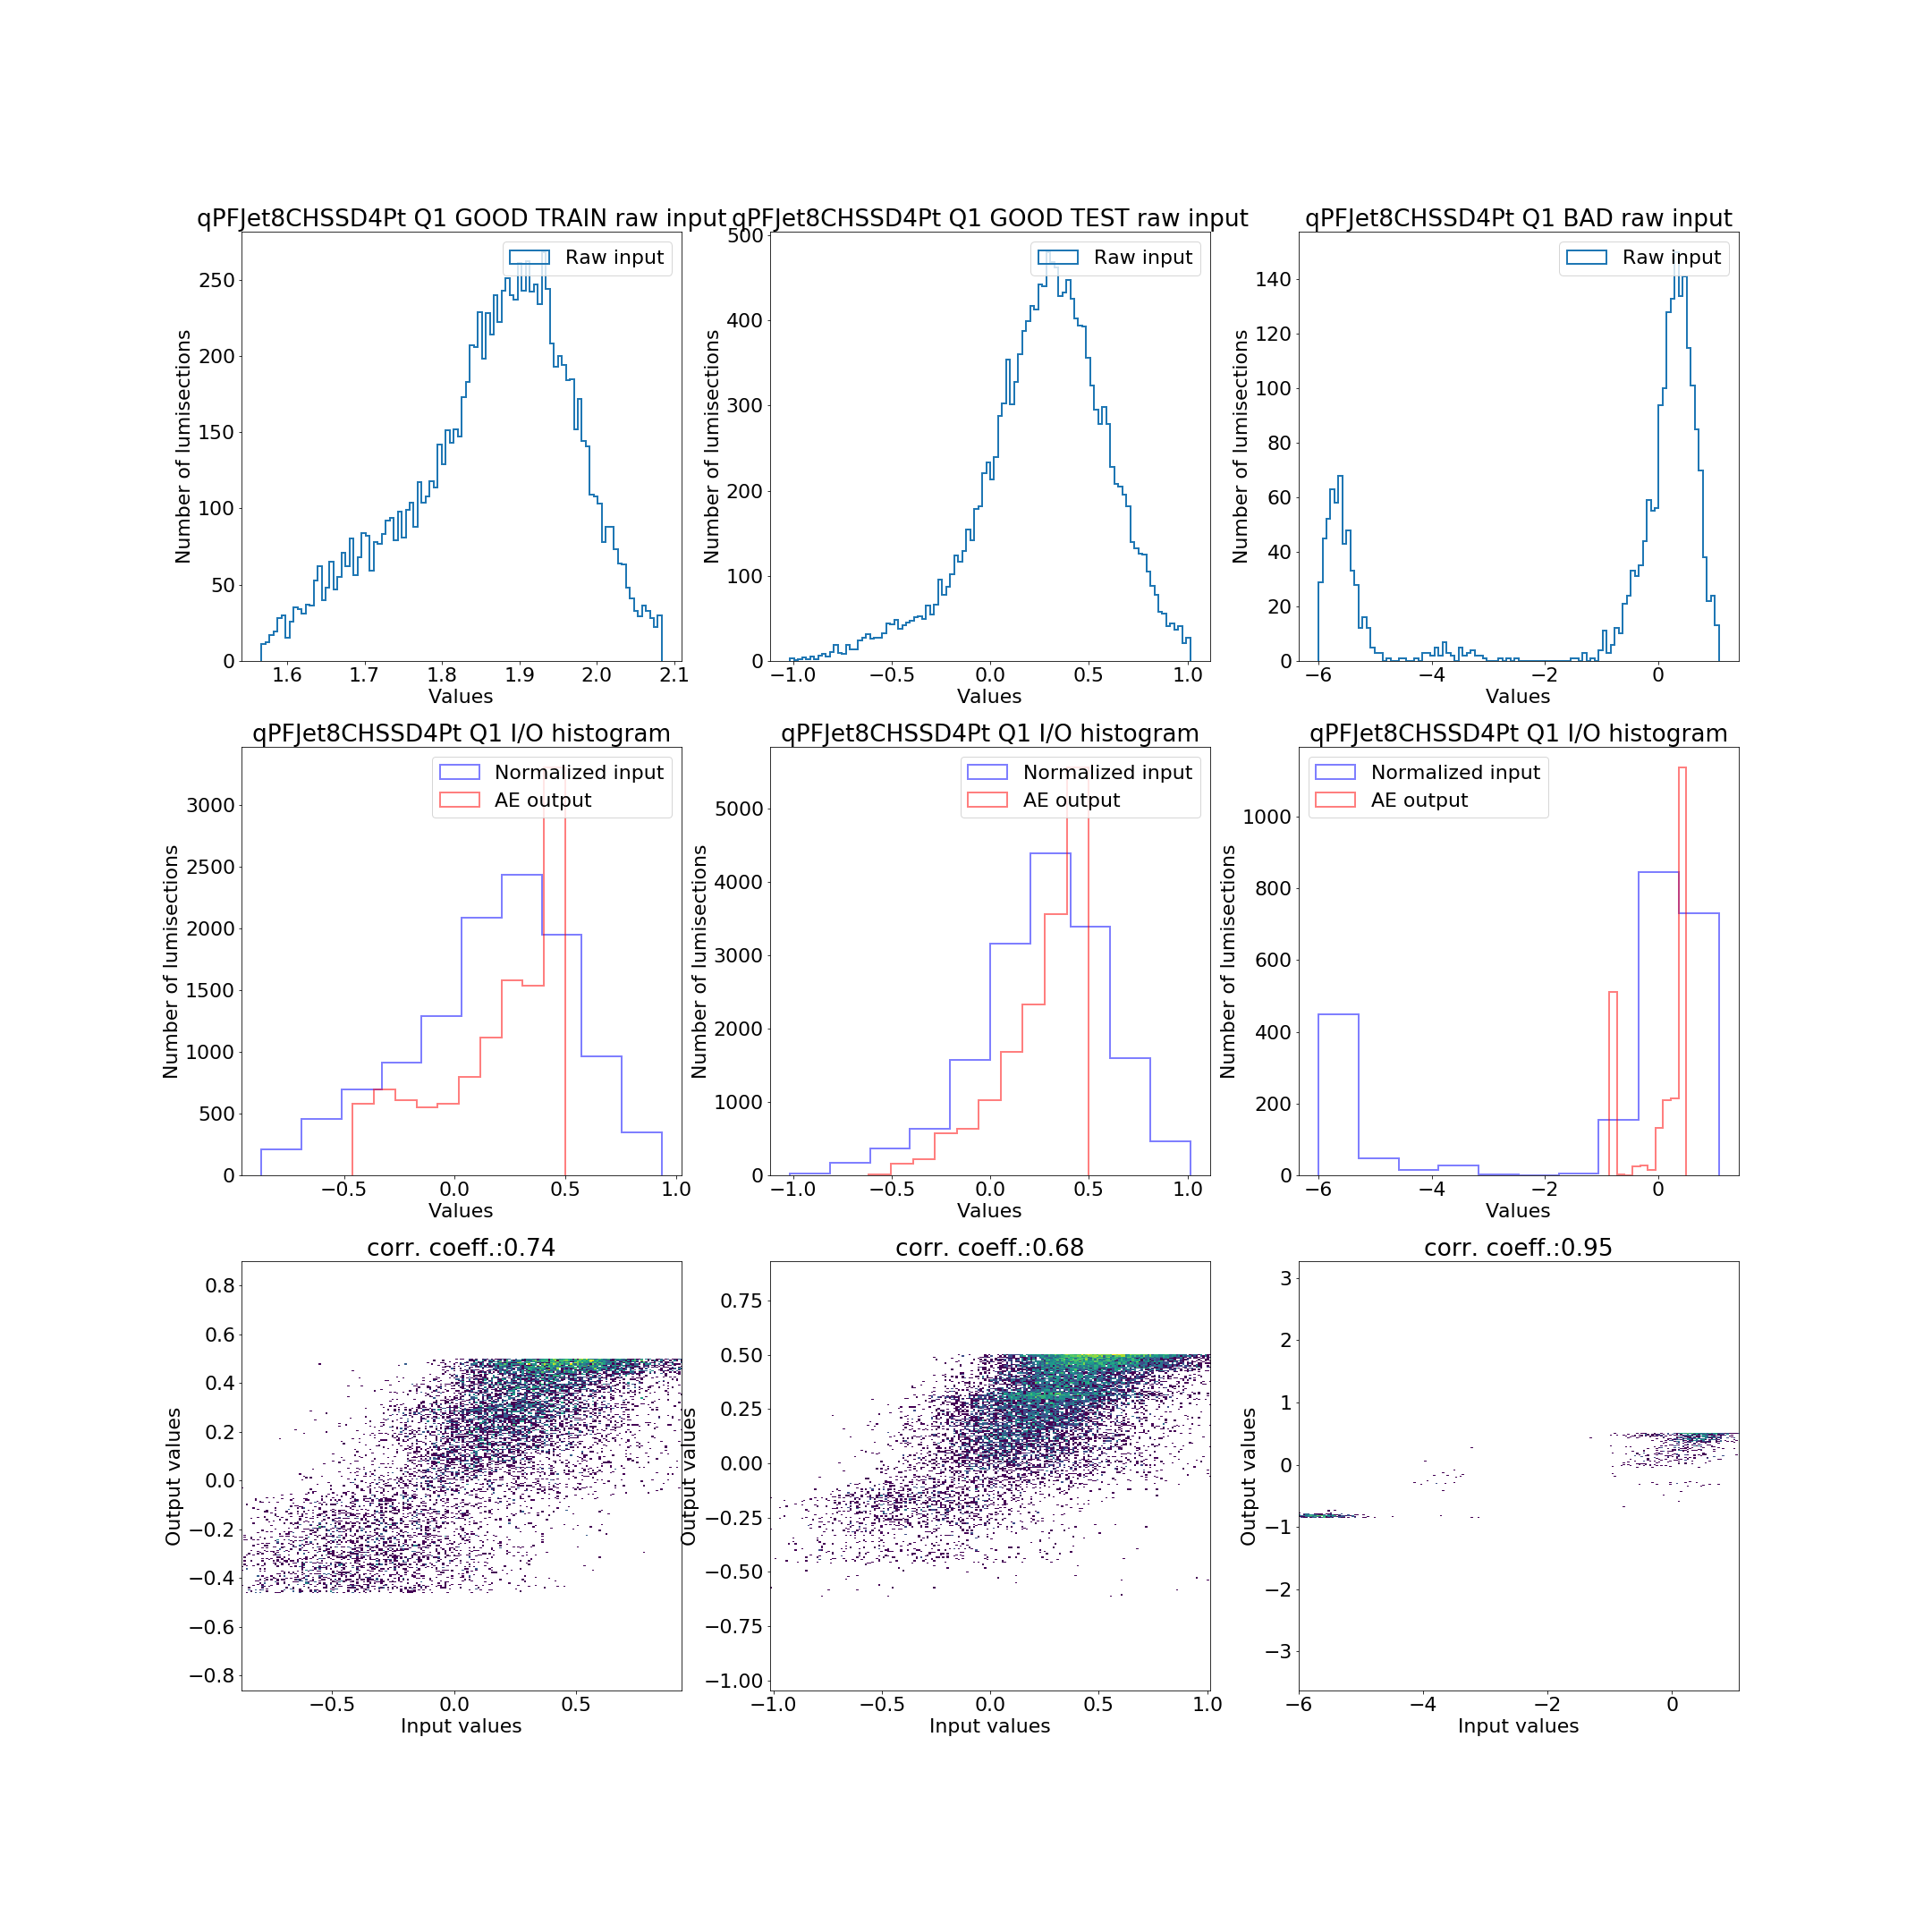 qPFJet8CHSSD4Pt Q1 GOOD TRAIN raw input
Raw input
Number of lumisections
0
50
100
150
200
250
1.6 1.7 1.8 1.9 2.0 2.1
Values
qPFJet8CHSSD4Pt Q1 GOOD TEST raw input
Raw input
Number of lumisections
0
100
200
300
400
500
−1.0 −0.5 0.0 0.5 1.0
Values
qPFJet8CHSSD4Pt Q1 BAD raw input
Raw input
Number of lumisections
0
20
40
60
80
100
120
140
−6 −4 −2 0
Values
qPFJet8CHSSD4Pt Q1 I/O histogram
Normalized input
AE output
Number of lumisections
0
500
1000
1500
2000
2500
3000
−0.5 0.0 0.5 1.0
Values
qPFJet8CHSSD4Pt Q1 I/O histogram
Normalized input
AE output
Number of lumisections
0
1000
2000
3000
4000
5000
−1.0 −0.5 0.0 0.5 1.0
Values
qPFJet8CHSSD4Pt Q1 I/O histogram
Normalized input
AE output
Number of lumisections
0
200
400
600
800
1000
−6 −4 −2 0
Values
corr. coeff.:0.74
Output values
0.8
0.6
0.4
0.2
0.0
−0.2
−0.4
−0.6
−0.8
−0.5 0.0 0.5
Input values
corr. coeff.:0.68
Output values
0.75
0.50
0.25
0.00
−0.25
−0.50
−0.75
−1.00
−1.0 −0.5 0.0 0.5 1.0
Input values
corr. coeff.:0.95
Output values
3
2
1
0
−1
−2
−3
−6 −4 −2 0
Input values